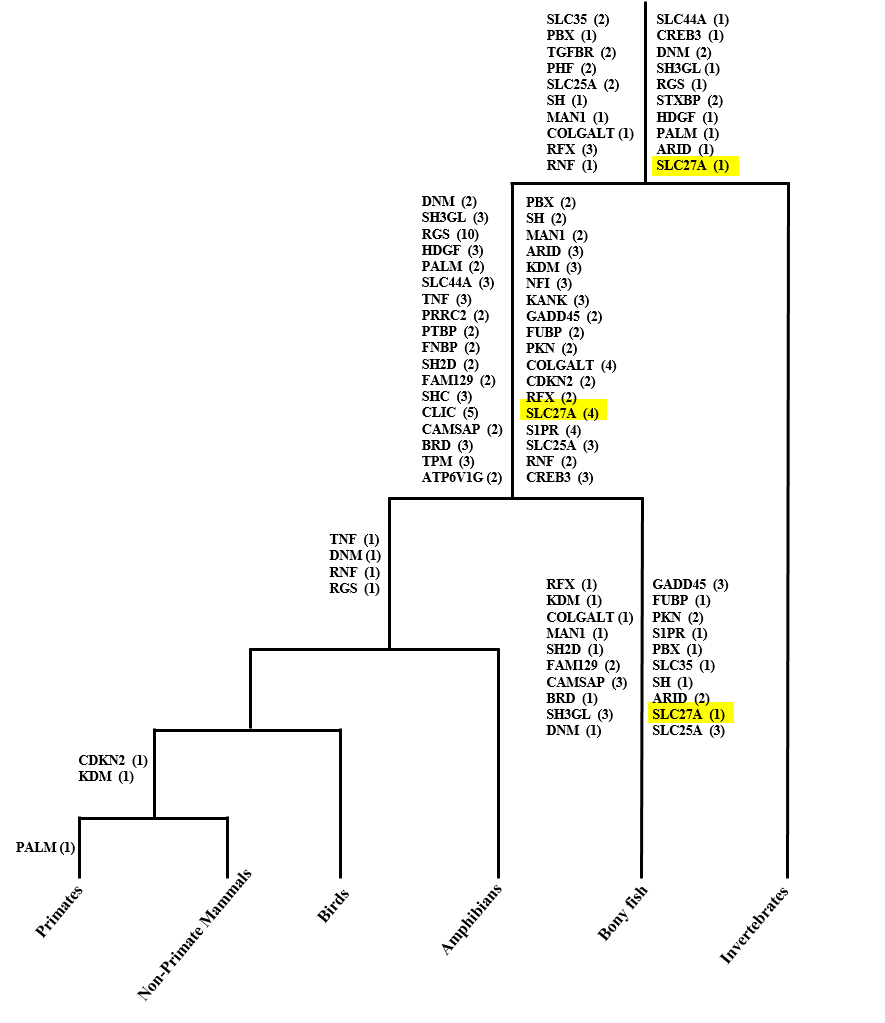 SLC35 (2)
PBX (1)
TGFBR (2)
PHF (2)
SLC25A (2)
SH (1)
MAN1 (1)
COLGALT (1)
RFX (3)
RNF (1)
SLC44A (1)
CREB3 (1)
DNM (2)
SH3GL (1)
RGS (1)
STXBP (2)
HDGF (1)
PALM (1)
ARID (1)
SLC27A (1)
DNM (2)
SH3GL (3)
RGS (10)
HDGF (3)
PALM (2)
SLC44A (3)
TNF (3)
PRRC2 (2)
PTBP (2)
FNBP (2)
SH2D (2)
FAM129 (2)
SHC (3)
CLIC (5)
CAMSAP (2)
BRD (3)
TPM (3)
ATP6V1G (2)
PBX (2)
SH (2)
MAN1 (2)
ARID (3)
KDM (3)
NFI (3)
KANK (3)
GADD45 (2)
FUBP (2)
PKN (2)
COLGALT (4)
CDKN2 (2)
RFX (2)
SLC27A (4)
S1PR (4)
SLC25A (3)
RNF (2)
CREB3 (3)
TNF (1)
DNM (1)
RNF (1)
RGS (1)
RFX (1)
KDM (1)
COLGALT (1)
MAN1 (1)
SH2D (1)
FAM129 (2)
CAMSAP (3)
BRD (1)
SH3GL (3)
DNM (1)
GADD45 (3)
FUBP (1)
PKN (2)
S1PR (1)
PBX (1)
SLC35 (1)
SH (1)
ARID (2)
SLC27A (1)
SLC25A (3)
CDKN2 (1)
KDM (1)
PALM (1)
Primates
Non-Primate Mammals
Birds
Amphibians
Bony fish
Invertebrates